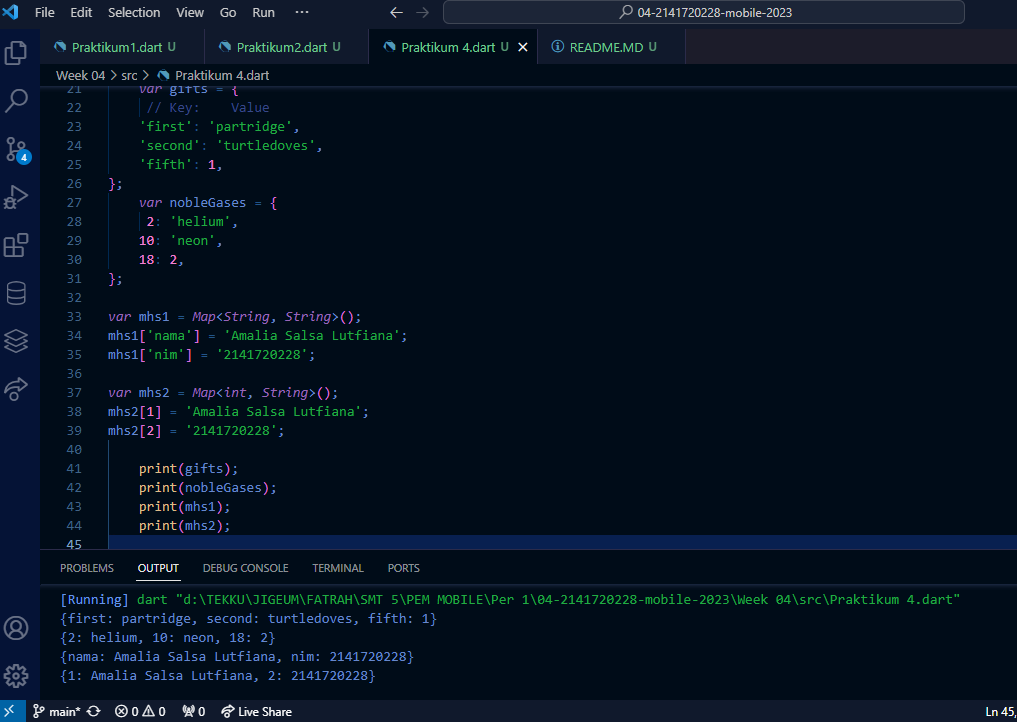 File Edit Selection View Go Run ··· ← → 04-2141720228-mobile-2023
Praktikum1.dart U Praktikum2.dart U Praktikum 4.dart U README.MD U
Week 04 > src > Praktikum 4.dart
21 var gifts = {
22 // Key: Value
23 'first': 'partridge',
24 'second': 'turtledoves',
25 'fifth': 1,
26 };
27 var nobleGases = {
28 2: 'helium',
29 10: 'neon',
30 18: 2,
31 };
32
33 var mhs1 = Map<String, String>();
34 mhs1['nama'] = 'Amalia Salsa Lutfiana';
35 mhs1['nim'] = '2141720228';
36
37 var mhs2 = Map<int, String>();
38 mhs2[1] = 'Amalia Salsa Lutfiana';
39 mhs2[2] = '2141720228';
40
41 print(gifts);
42 print(nobleGases);
43 print(mhs1);
44 print(mhs2);
45
4
PROBLEMS OUTPUT DEBUG CONSOLE TERMINAL PORTS
[Running] dart "d:\TEKKU\JIGEUM\FATRAH\SMT 5\PEM MOBILE\Per 1\04-2141720228-mobile-2023\Week 04\src\Praktikum 4.dart"
{first: partridge, second: turtledoves, fifth: 1}
{2: helium, 10: neon, 18: 2}
{nama: Amalia Salsa Lutfiana, nim: 2141720228}
{1: Amalia Salsa Lutfiana, 2: 2141720228}
main* 0 0 0 Live Share Ln 45,